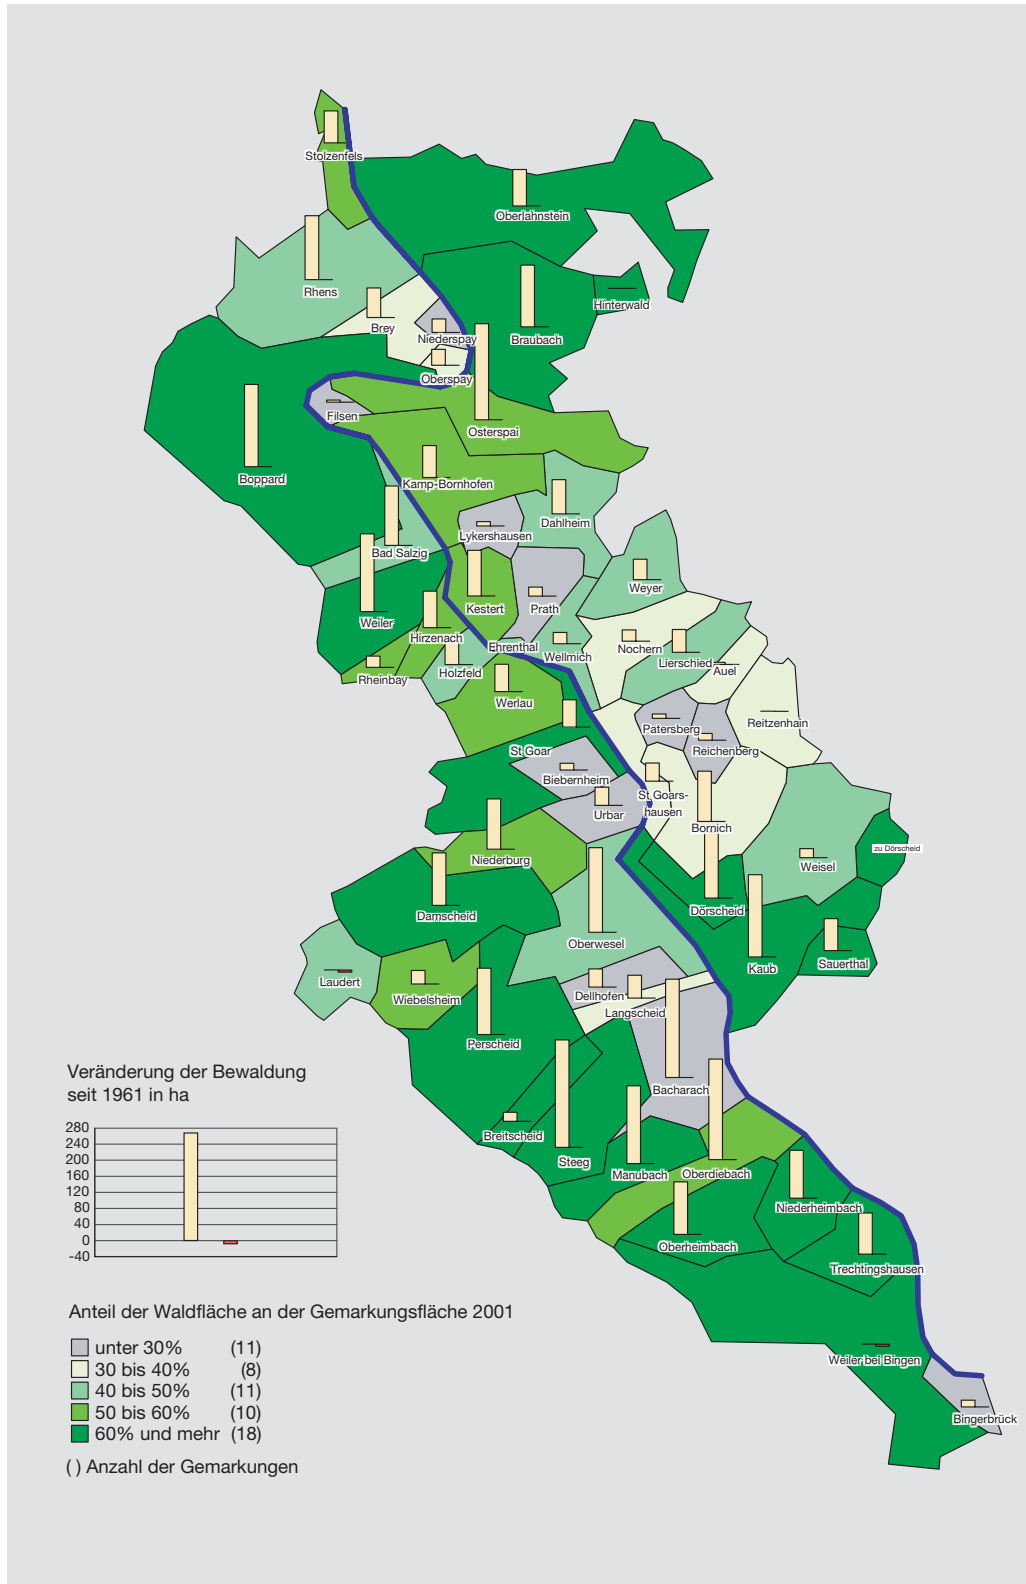 Stolzenfels
Oberlahnstein
Rhens
Hinterwald
Brey
Niederspay
Braubach
Oberspay
Filsen
Osterspai
Boppard
Kamp-Bornhofen
Dahlheim
Lykershausen
Bad Salzig
Weyer
Kestert
Prath
Weiler
Hirzenach
Ehrenthal
Nochern
Wellmich
Lierschied
Auel
Rheinbay
Holzfeld
Werlau
Reitzenhain
Patersberg
St Goar
Reichenberg
Biebernheim
St Goars-
hausen
Urbar
Bornich
zu Dörscheid
Niederburg
Weisel
Damscheid
Dörscheid
Oberwesel
Sauerthal
Kaub
Laudert
Wiebelsheim
Dellhofen
Langscheid
Perscheid
Bacharach
Breitscheid
Steeg
Manubach
Oberdiebach
Niederheimbach
Oberheimbach
Trechtingshausen
Weiler bei Bingen
Bingerbrück
Veränderung der Bewaldung
seit 1961 in ha
280
240
200
160
120
80
40
0
-40
Anteil der Waldfläche an der Gemarkungsfläche 2001
unter 30% (11)
30 bis 40% (8)
40 bis 50% (11)
50 bis 60% (10)
60% und mehr (18)
( ) Anzahl der Gemarkungen